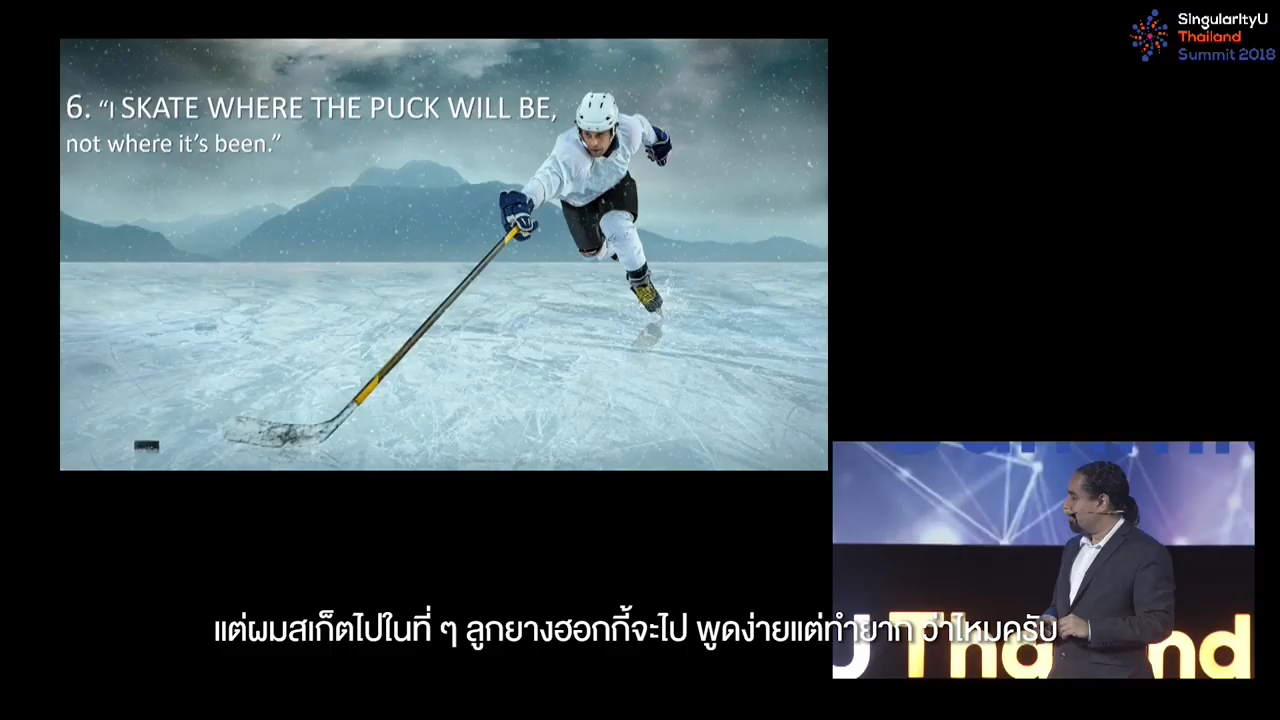 SingularityU
Thailand
Summit 2018
6. “I SKATE WHERE THE PUCK WILL BE,
not where it’s been.”
แต่ผมสเก็ตไปในที่ ๆ ลูกยางฮอกกี้จะไป พูดง่ายแต่ทำยาก ว่าไหมครับ